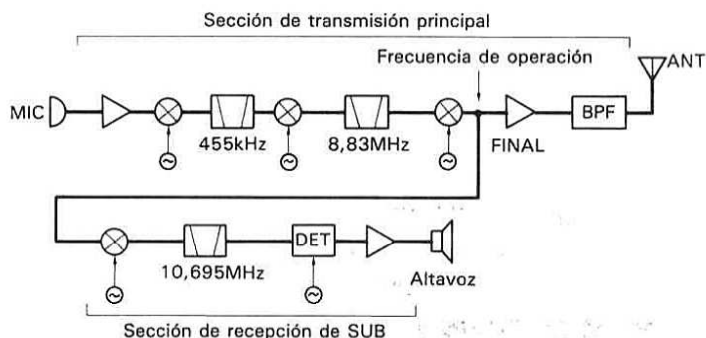 Sección de transmisión principal
Frecuencia de operación
ANT
MIC
455kHz
8,83MHz
FINAL
BPF
DET
10,695MHz
Altavoz
Sección de recepción de SUB